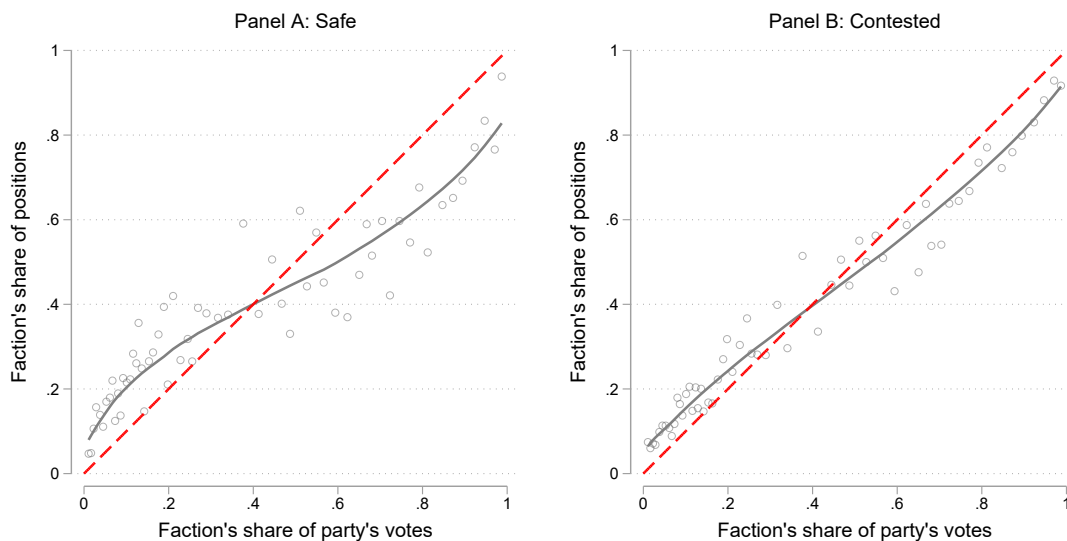 Panel A: Safe
Faction's share of positions
1
.8
.6
.4
.2
0
0 .2 .4 .6 .8 1
Faction's share of party's votes
Panel B: Contested
Faction's share of positions
1
.8
.6
.4
.2
0
0 .2 .4 .6 .8 1
Faction's share of party's votes